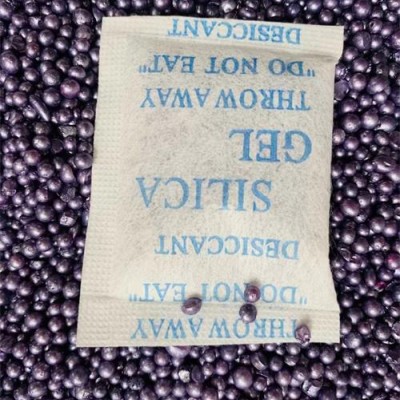 THROW AWAY
"DO NOT EAT"
DESICCANT
SILICA
GEL
THROW AWAY
"DO NOT EAT"
DESICCANT